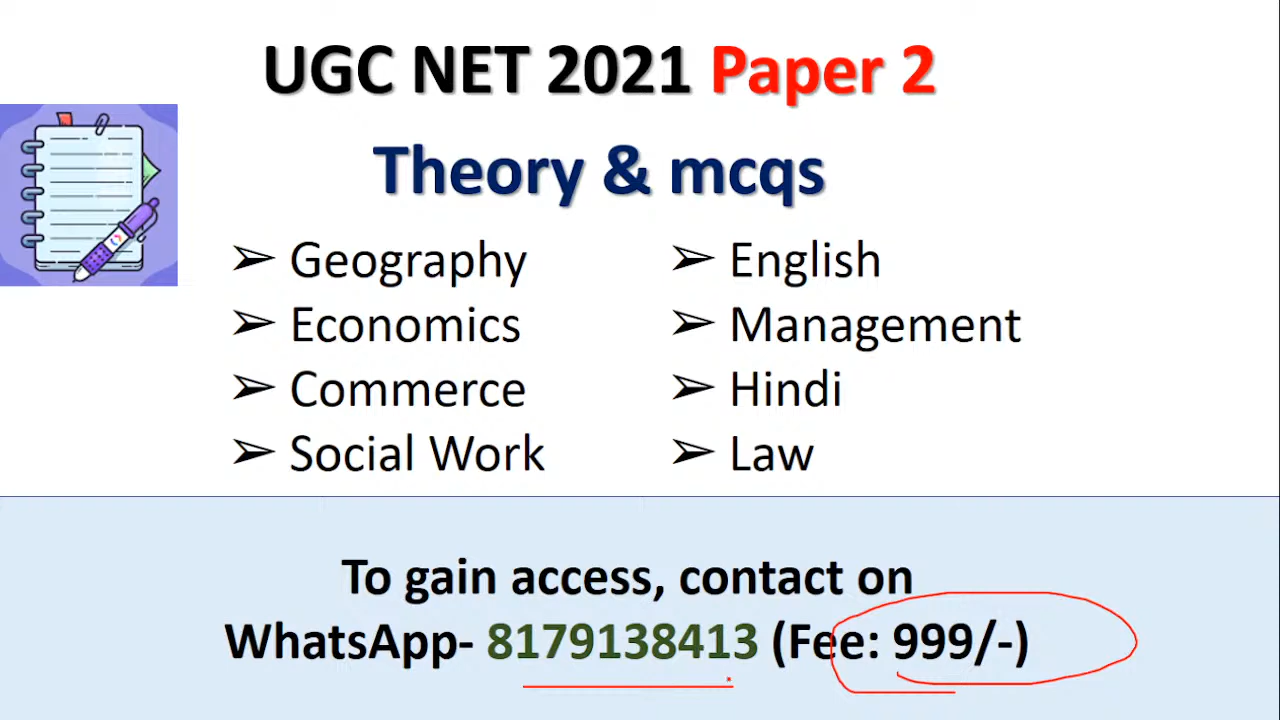 UGC NET 2021 Paper 2
Theory & mcqs
➢ Geography
➢ Economics
➢ Commerce
➢ Social Work
➢ English
➢ Management
➢ Hindi
➢ Law
To gain access, contact on
WhatsApp- 8179138413 (Fee: 999/-)